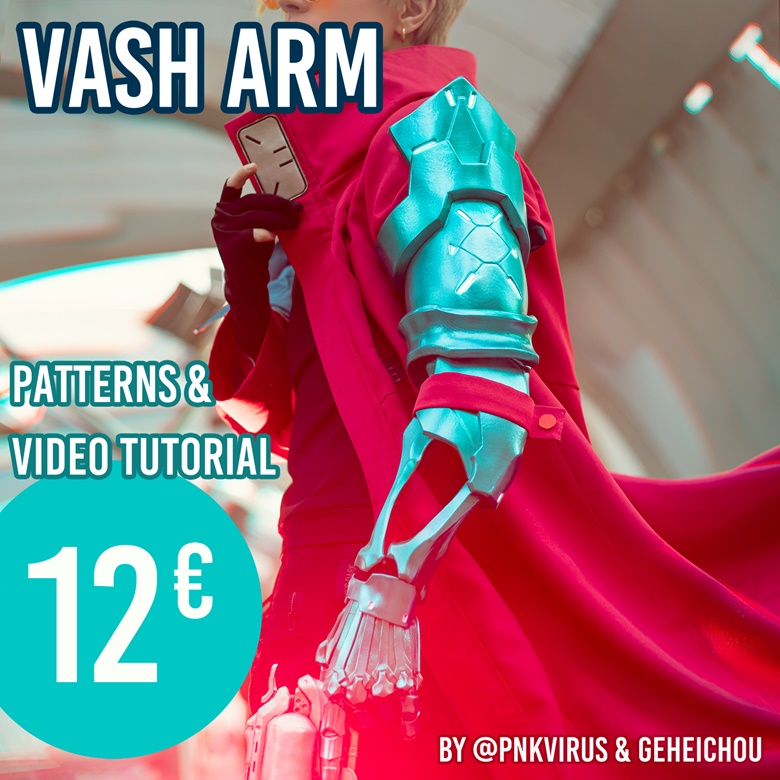 VASH ARM
PATTERNS &
VIDEO TUTORIAL
12€
BY @PNKVIRUS & GEHEICHOU